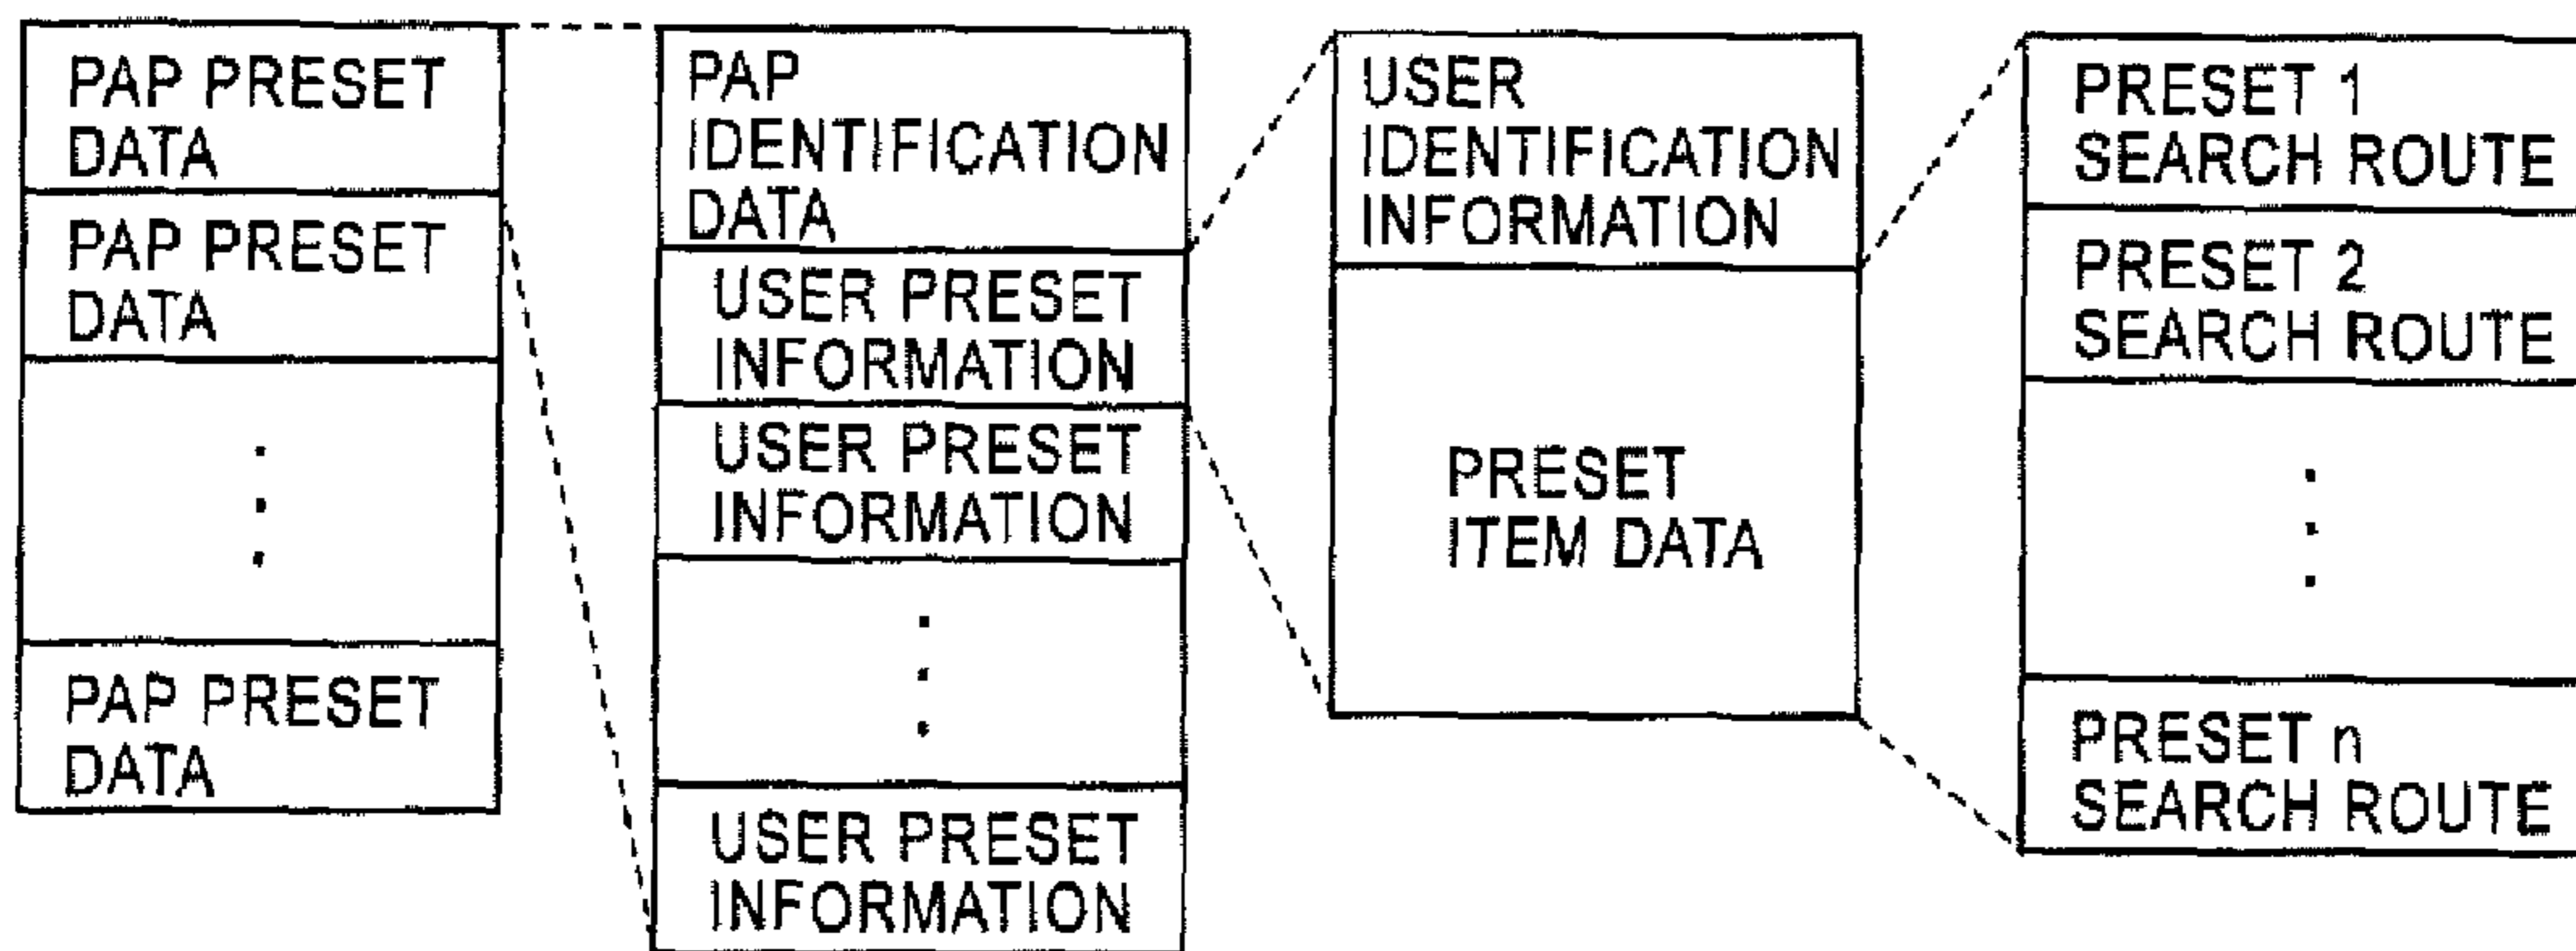 PAP PRESET
DATA
PAP PRESET
DATA
PAP PRESET
DATA
PAP
IDENTIFICATION
DATA
USER PRESET
INFORMATION
USER PRESET
INFORMATION
USER PRESET
INFORMATION
USER
IDENTIFICATION
INFORMATION
PRESET
ITEM DATA
PRESET 1
SEARCH ROUTE
PRESET 2
SEARCH ROUTE
PRESET n
SEARCH ROUTE